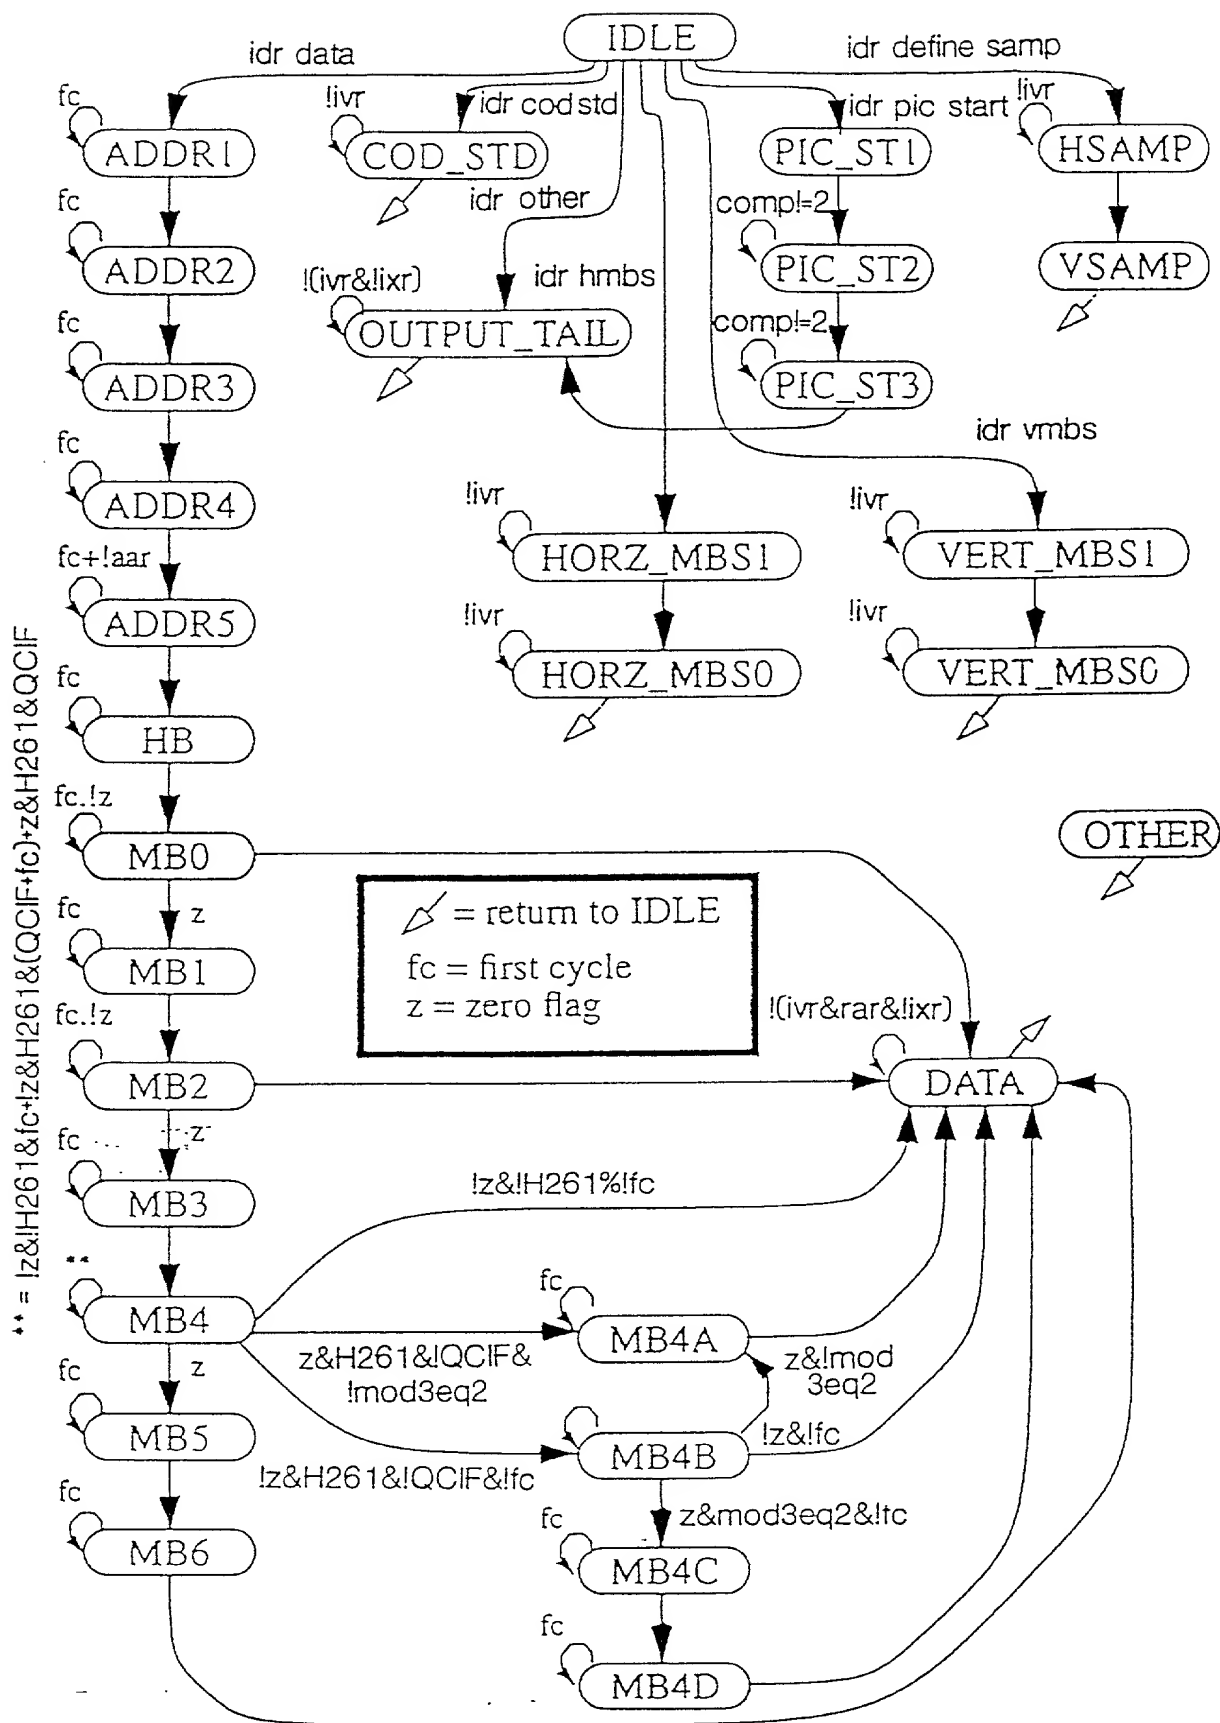 IDLE
idr data
idr define samp
fc
!ivr
idr codstd
idr pic start
!ivr
ADDR1
COD_STD
PIC_ST1
HSAMP
fc
idr other
comp!=2
ADDR2
!(ivr&!ixr)
idr hmbs
PIC_ST2
VSAMP
fc
OUTPUT_TAIL
comp!=2
ADDR3
PIC_ST3
fc
idr vmbs
ADDR4
!ivr
!ivr
fc+!aar
HORZ_MBS1
VERT_MBS1
ADDR5
!ivr
!ivr
fc
HORZ_MBS0
VERT_MBS0
HB
fc.!z
MB0
OTHER
fc
z
= return to IDLE
MB1
fc = first cycle
fc.!z
z = zero flag
!(ivr&rar&!ixr)
MB2
DATA
fc
z
MB3
!z&!H261%!fc
**
fc
MB4
MB4A
z&H261&!QCIF&
!mod3eq2
z&!mod
3eq2
fc
z
MB5
MB4B
!z&!fc
!z&H261&!QCIF&!fc
fc
z&mod3eq2&!fc
MB6
fc
MB4C
fc
MB4D
** = !z&!H261&fc+!z&H261&(QCIF+fc)+z&H261&QCIF